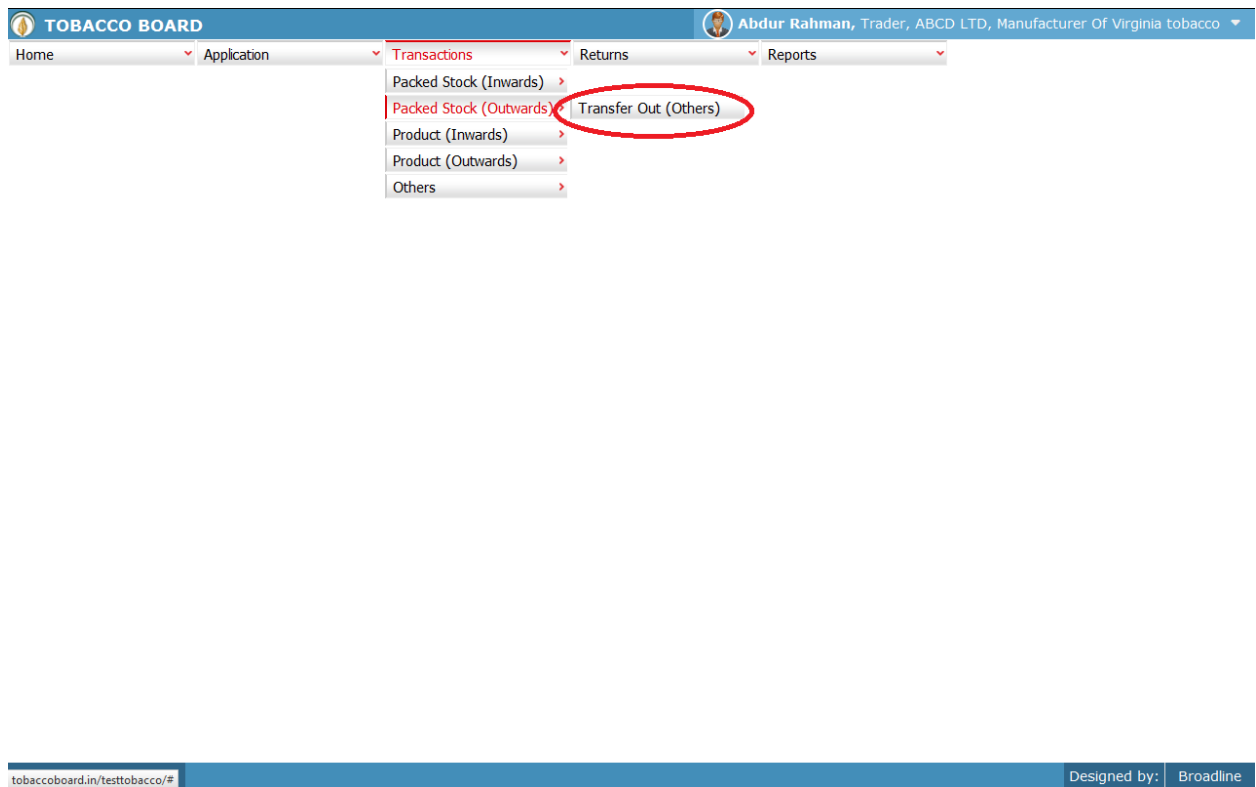 TOBACCO BOARD Abdur Rahman, Trader, ABCD LTD, Manufacturer Of Virginia tobacco
Home Application Transactions Returns Reports
Packed Stock (Inwards)
Packed Stock (Outwards) Transfer Out (Others)
Product (Inwards)
Product (Outwards)
Others
tobaccoboard.in/testtobacco/# Designed by: Broadline